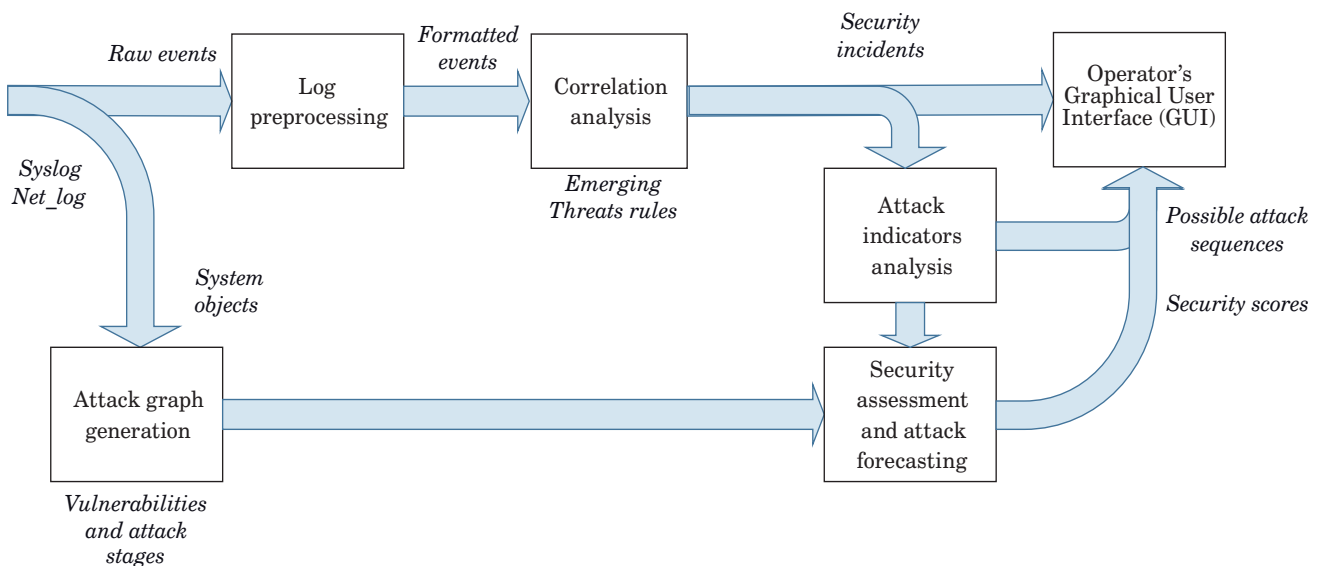 Raw events
Log
preprocessing
Formatted
events
Correlation
analysis
Security
incidents
Operator's
Graphical User
Interface (GUI)
Syslog
Net_log
Emerging
Threats rules
Attack
indicators
analysis
Possible attack
sequences
System
objects
Security scores
Attack graph
generation
Security
assessment
and attack
forecasting
Vulnerabilities
and attack
stages